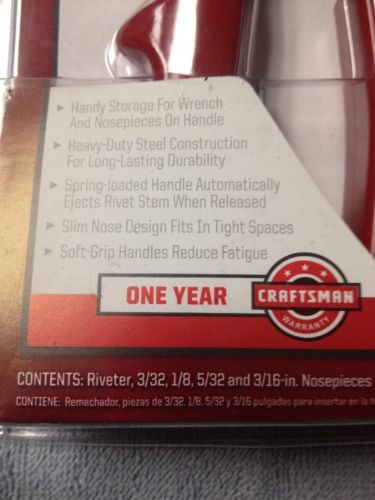 ▸ Handy Storage For Wrench
And Nosepieces On Handle
▸ Heavy-Duty Steel Construction
For Long-Lasting Durability
▸ Spring-loaded Handle Automatically
Ejects Rivet Stem When Released
▸ Slim Nose Design Fits In Tight Spaces
▸ Soft-Grip Handles Reduce Fatigue
ONE YEAR
CRAFTSMAN
WARRANTY
CONTENTS: Riveter, 3/32, 1/8, 5/32 and 3/16-in. Nosepieces
CONTIENE: Remachador, piezas de 3/32, 1/8, 5/32 y 3/16 pulgadas para insertar en la